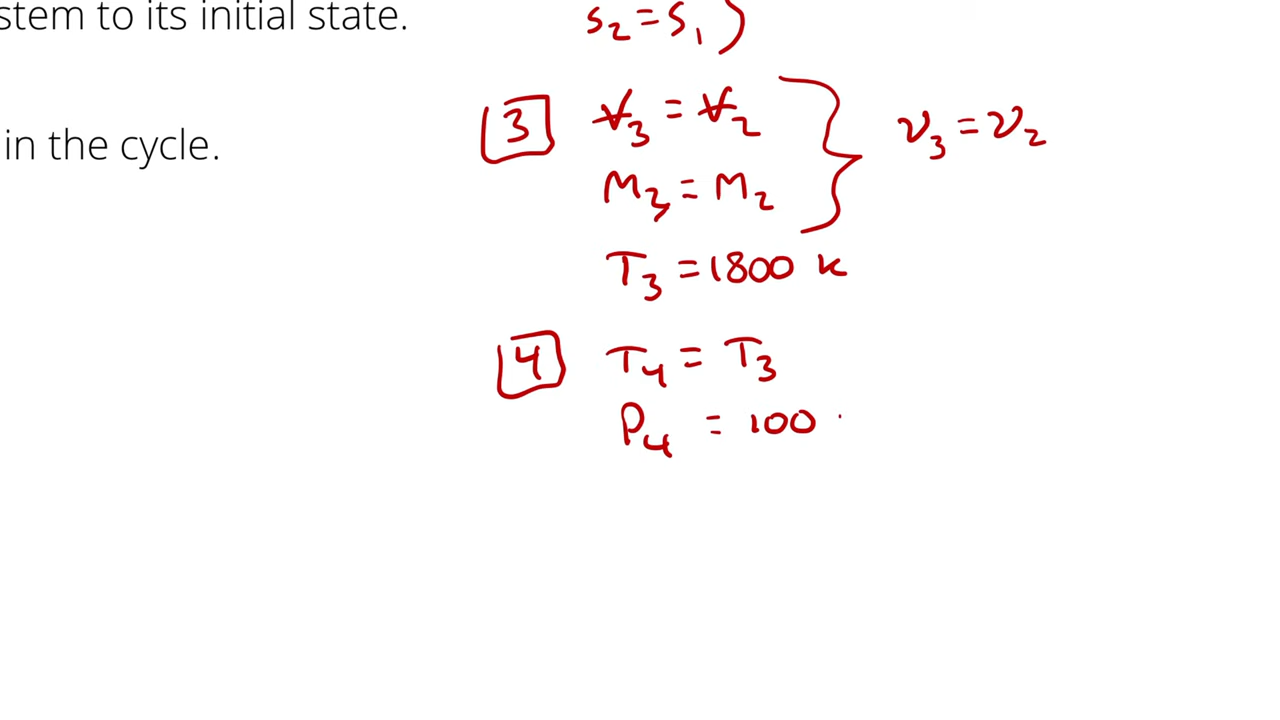 stem to its initial state.
s₂ = s₁ )
3 V₃ = V₂
in the cycle.
v₃ = v₂
M₃ = M₂
T₃ = 1800 K
4 T₄ = T₃
P₄ = 100